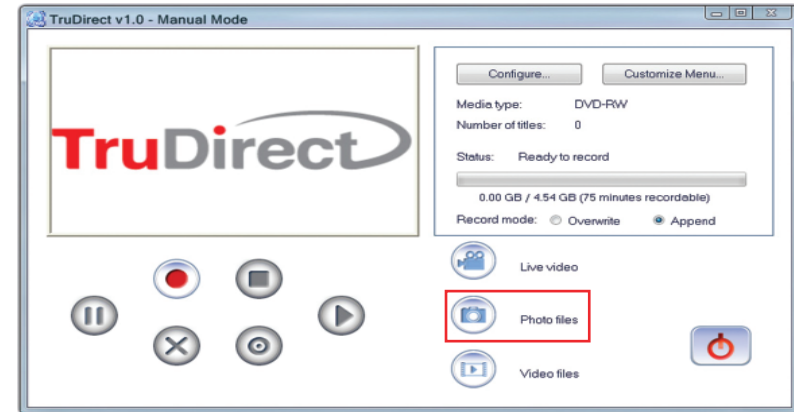 TruDirect v1.0 - Manual Mode
TruDirect
Configure... Customize Menu...
Media type: DVD-RW
Number of titles: 0
Status: Ready to record
0.00 GB / 4.54 GB (75 minutes recordable)
Record mode: Overwrite Append
Live video
Photo files
Video files